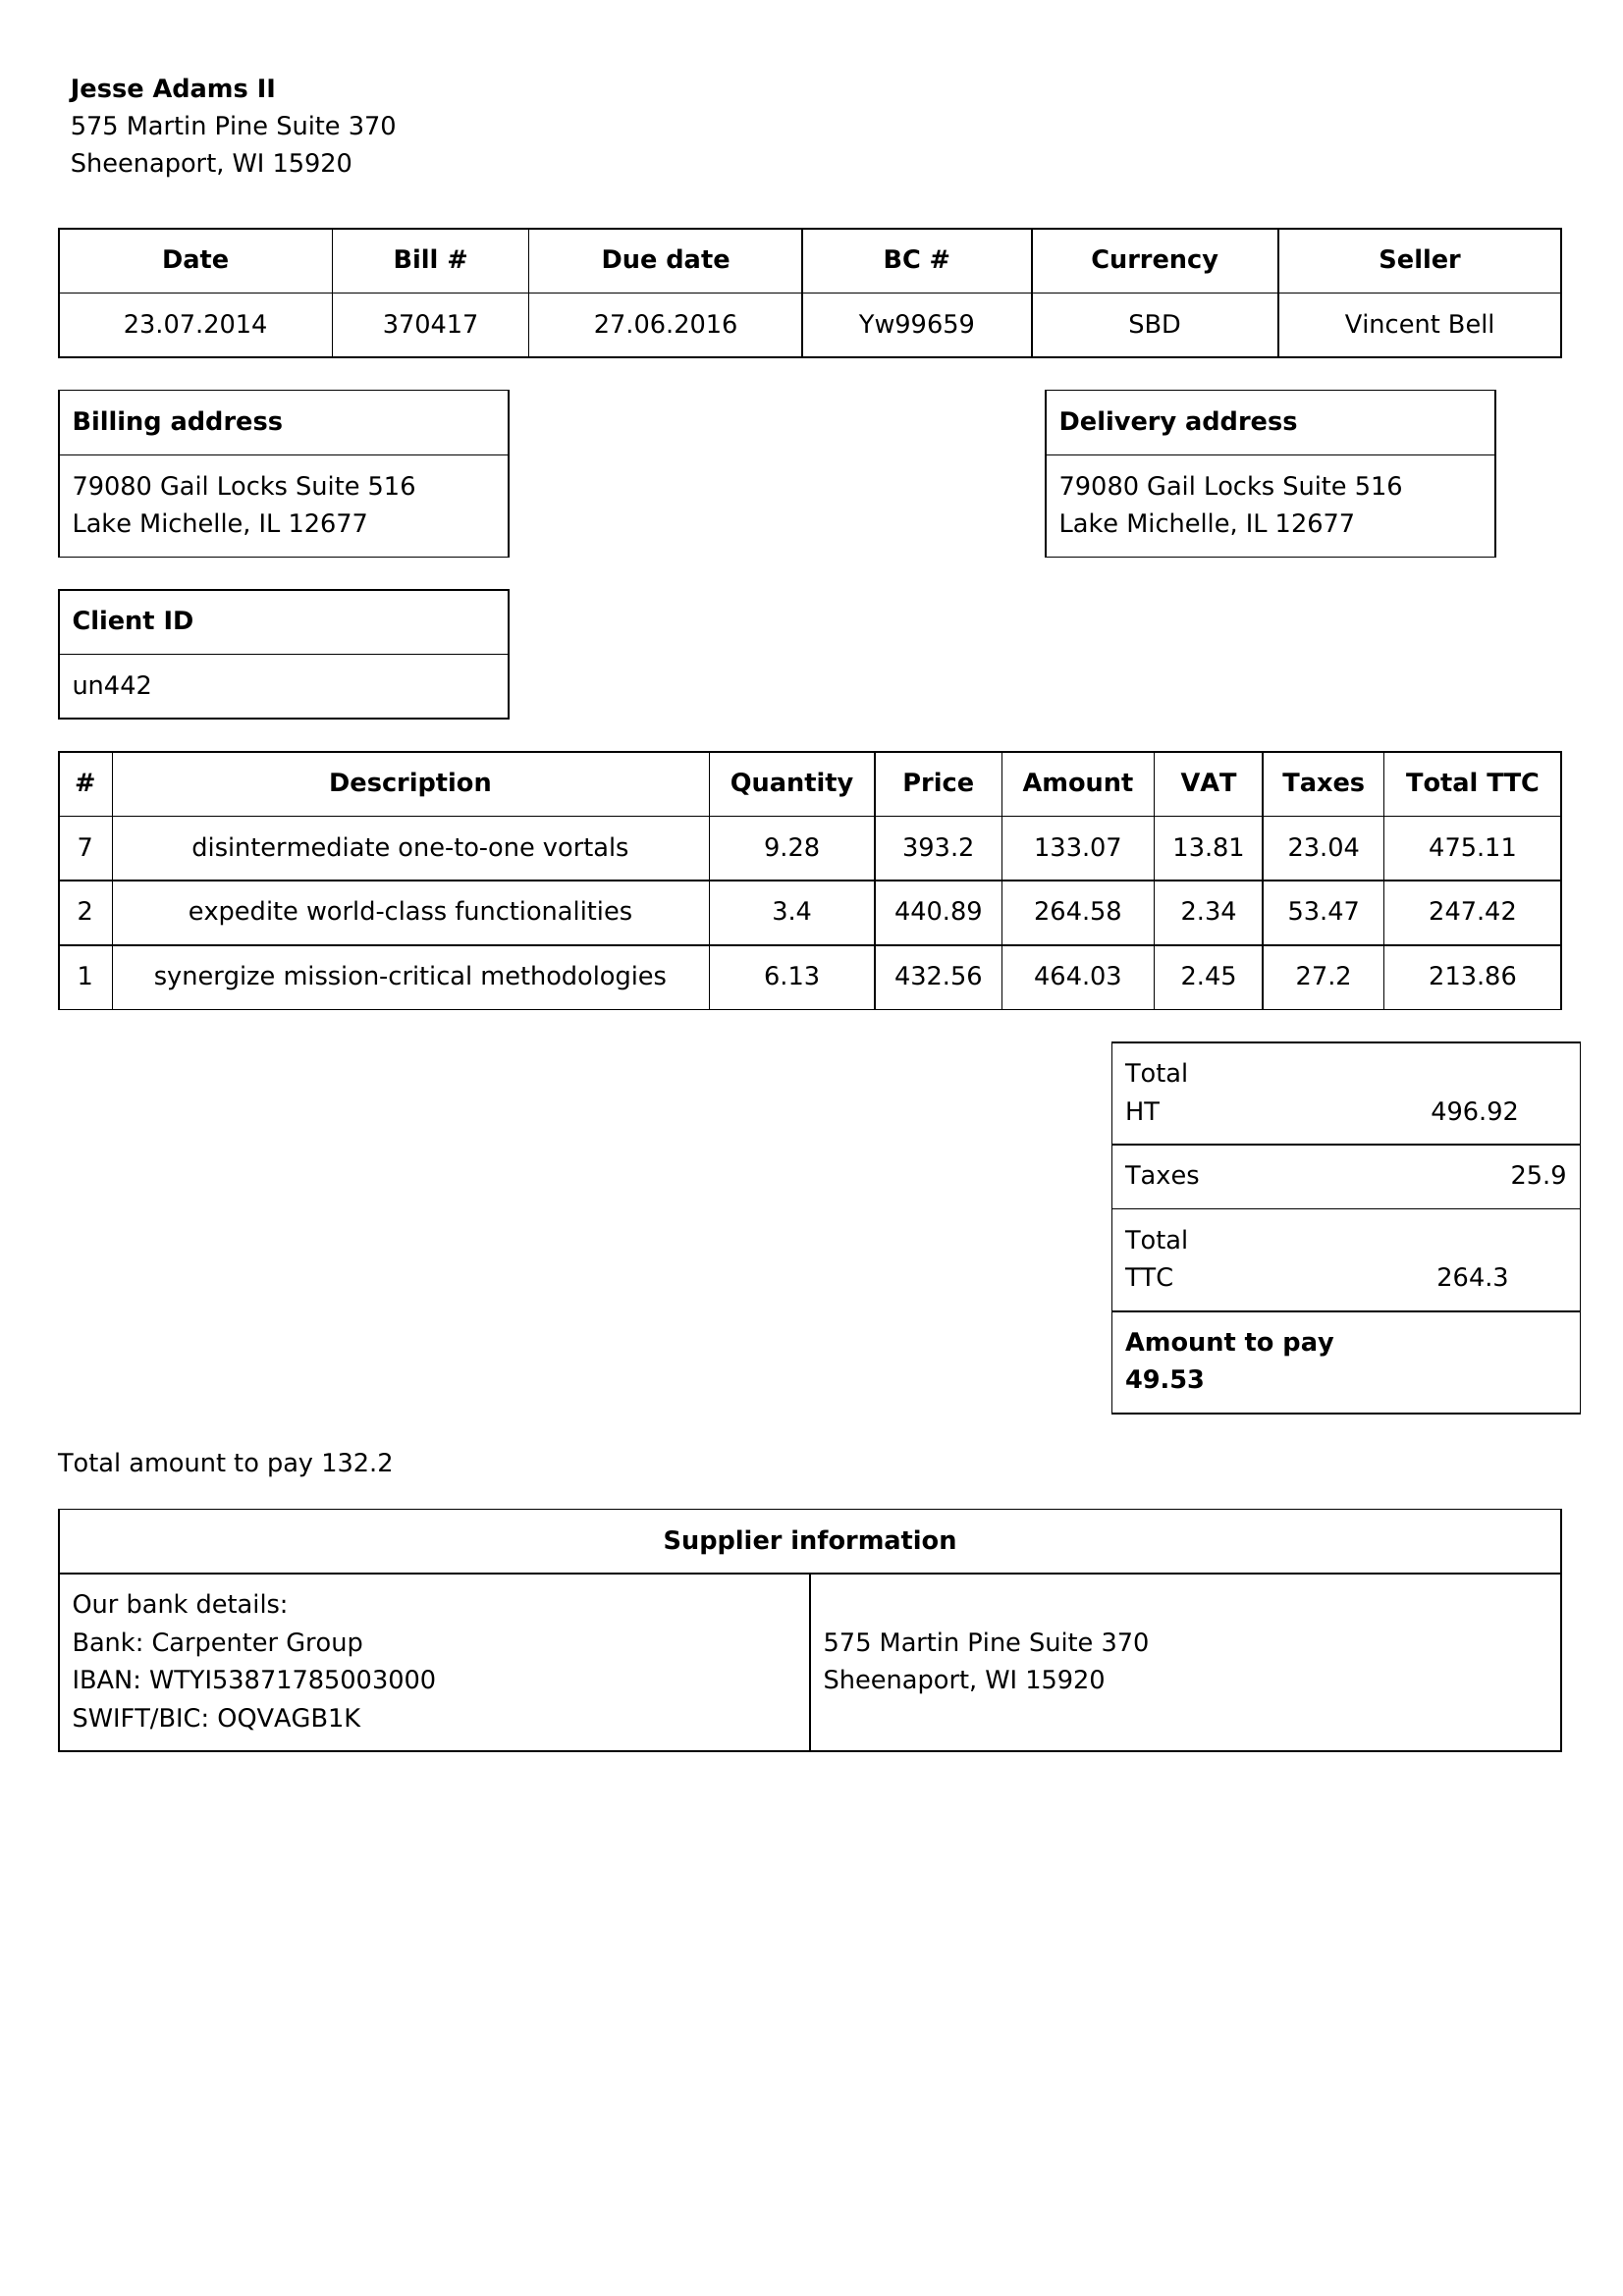 Jesse Adams II
575 Martin Pine Suite 370
Sheenaport, WI 15920
Date Bill # Due date BC # Currency Seller
23.07.2014 370417 27.06.2016 Yw99659 SBD Vincent Bell
Billing address
79080 Gail Locks Suite 516
Lake Michelle, IL 12677
Delivery address
79080 Gail Locks Suite 516
Lake Michelle, IL 12677
Client ID
un442
# Description Quantity Price Amount VAT Taxes Total TTC
7 disintermediate one-to-one vortals 9.28 393.2 133.07 13.81 23.04 475.11
2 expedite world-class functionalities 3.4 440.89 264.58 2.34 53.47 247.42
1 synergize mission-critical methodologies 6.13 432.56 464.03 2.45 27.2 213.86
Total
HT 496.92
Taxes 25.9
Total
TTC 264.3
Amount to pay
49.53
Total amount to pay 132.2
Supplier information
Our bank details:
Bank: Carpenter Group
IBAN: WTYI53871785003000
SWIFT/BIC: OQVAGB1K
575 Martin Pine Suite 370
Sheenaport, WI 15920